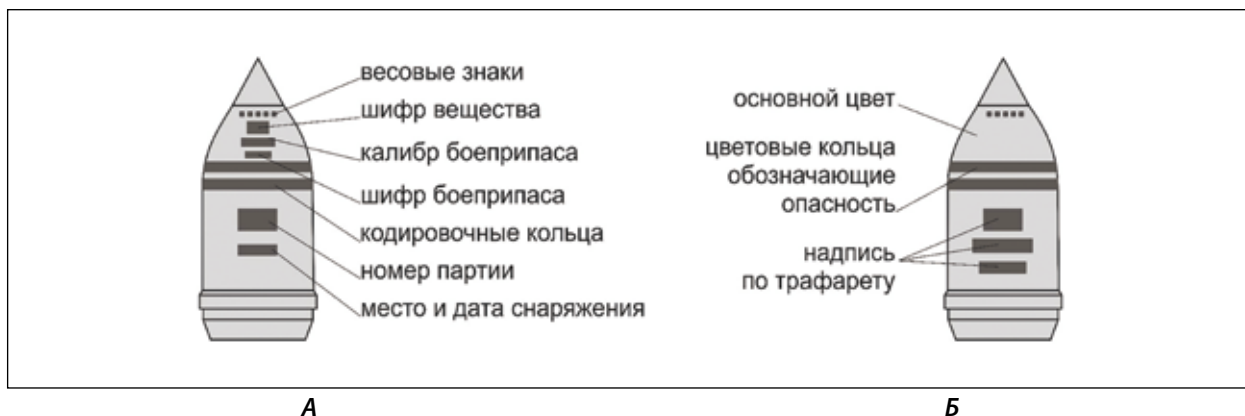 весовые знаки
шифр вещества
калибр боеприпаса
шифр боеприпаса
кодировочные кольца
номер партии
место и дата снаряжения
основной цвет
цветовые кольца
обозначающие
опасность
надпись
по трафарету
А
Б